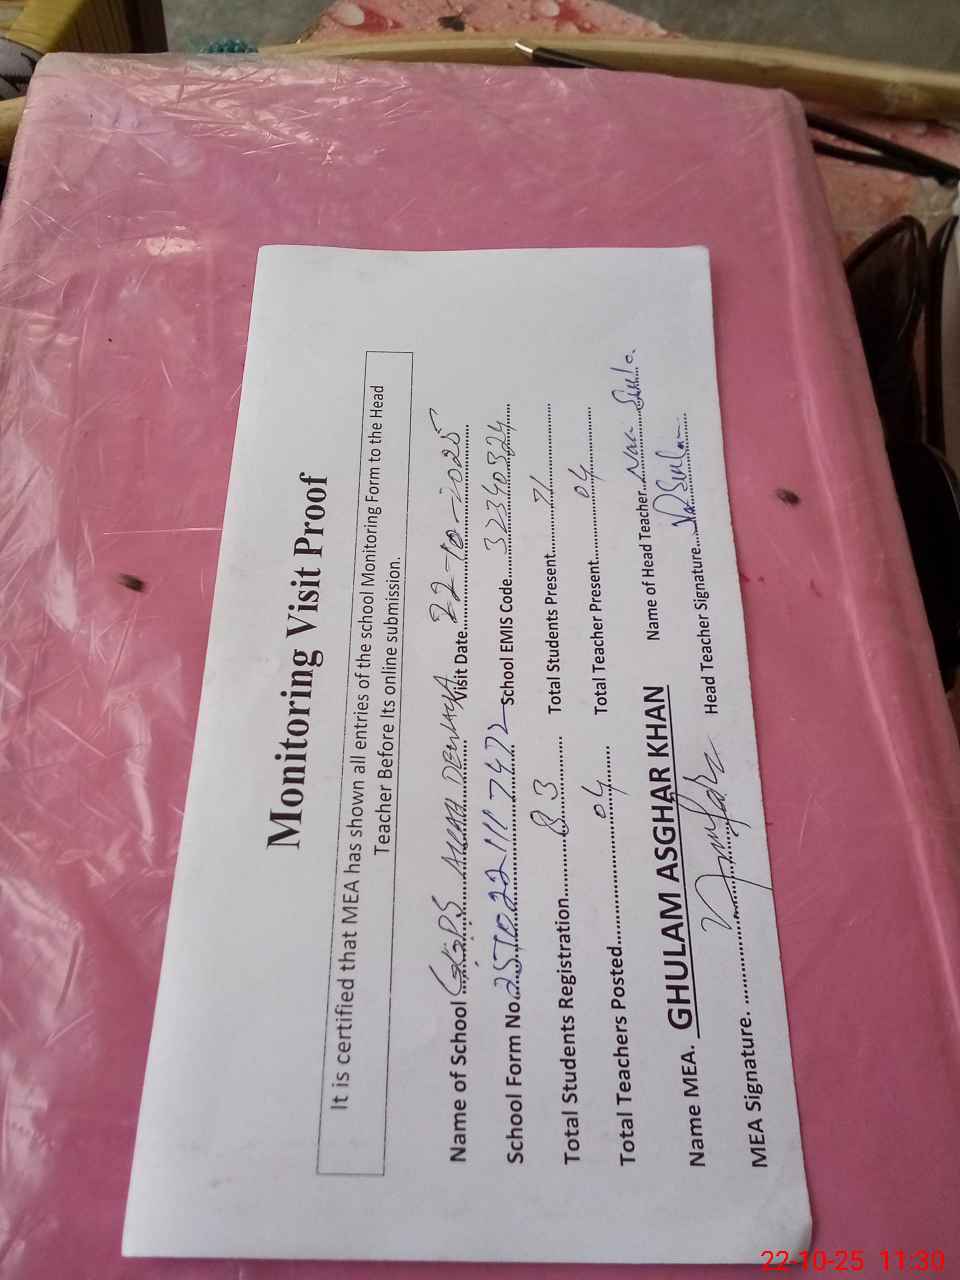 Monitoring Visit Proof
It is certified that MEA has shown all entries of the school Monitoring Form to the Head
Teacher Before Its online submission.
Name of School G.G.P.S ALLAH DEWAYA Visit Date 22-10-2025
School Form No. School EMIS Code 32340324
Total Students Registration 83 Total Students Present 71
Total Teachers Posted 04 Total Teacher Present 04
Name MEA. GHULAM ASGHAR KHAN Name of Head Teacher
MEA Signature. Head Teacher Signature
22-10-25 11:30